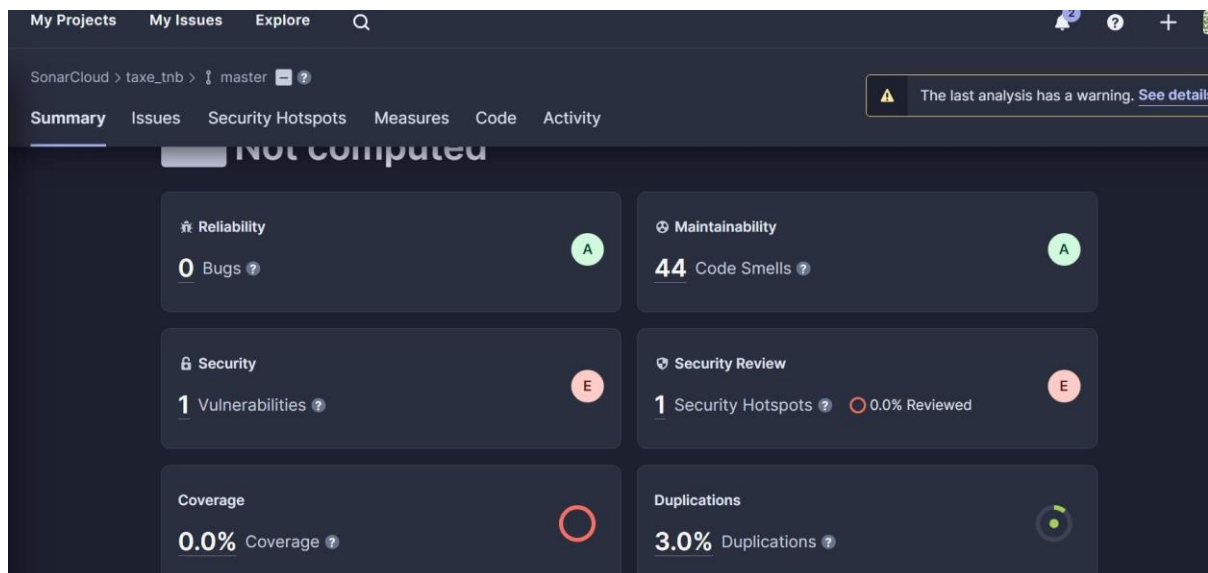 My Projects My Issues Explore 2
SonarCloud > taxe_tnb > master
The last analysis has a warning. See details
Summary Issues Security Hotspots Measures Code Activity
Not computed
Reliability
0 Bugs
A
Maintainability
44 Code Smells
A
Security
1 Vulnerabilities
E
Security Review
1 Security Hotspots 0.0% Reviewed
E
Coverage
0.0% Coverage
Duplications
3.0% Duplications